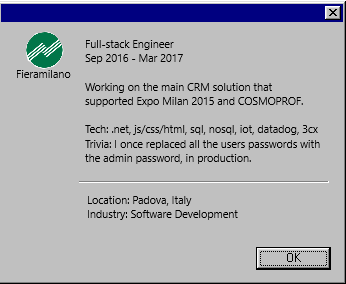 Full-stack Engineer
Sep 2016 - Mar 2017
Fieramilano
Working on the main CRM solution that
supported Expo Milan 2015 and COSMOPROF.
Tech: .net, js/css/html, sql, nosql, iot, datadog, 3cx
Trivia: I once replaced all the users passwords with
the admin password, in production.
Location: Padova, Italy
Industry: Software Development
OK